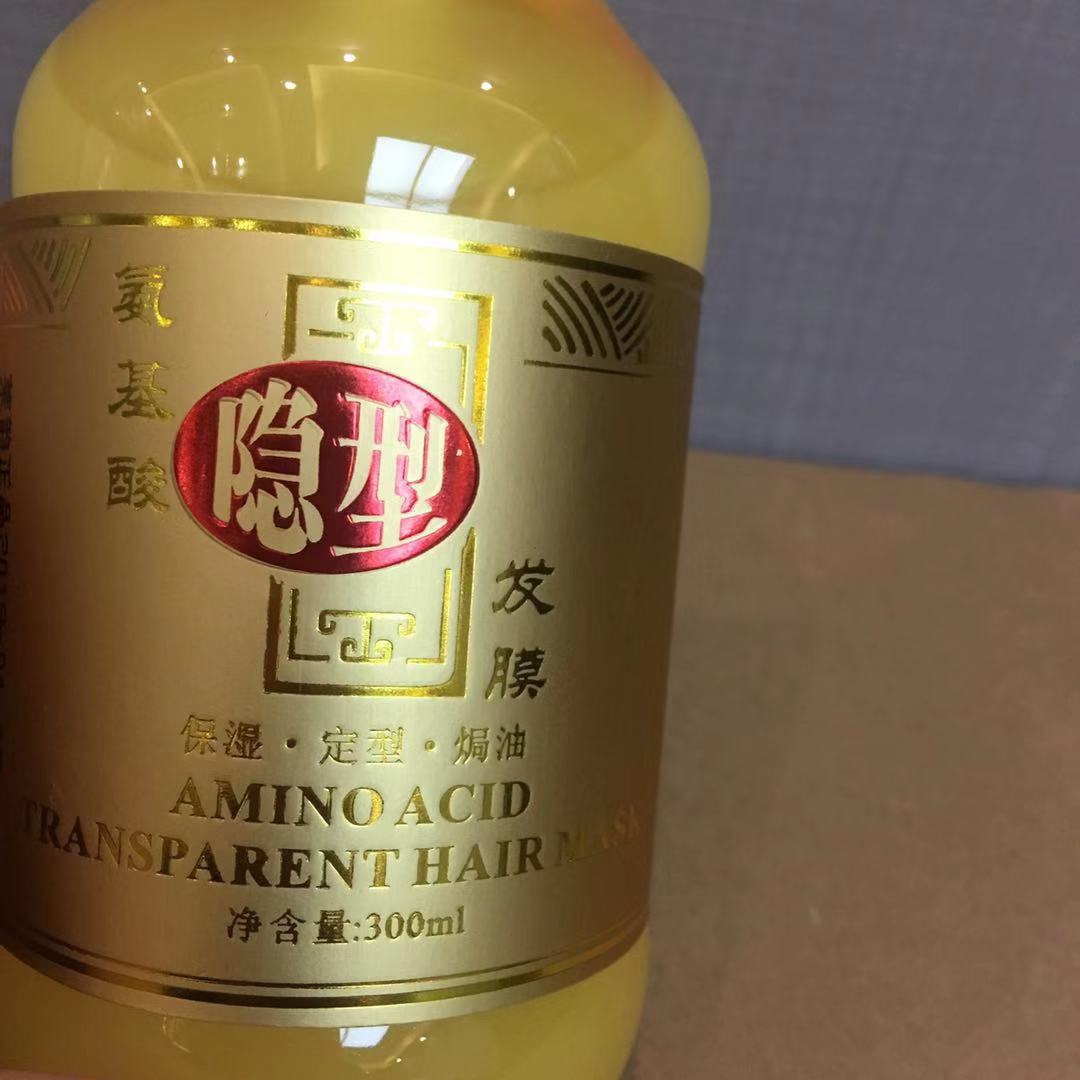 氨基酸
隐型
发膜
保湿·定型·焗油
AMINO ACID
TRANSPARENT HAIR MASK
净含量:300ml